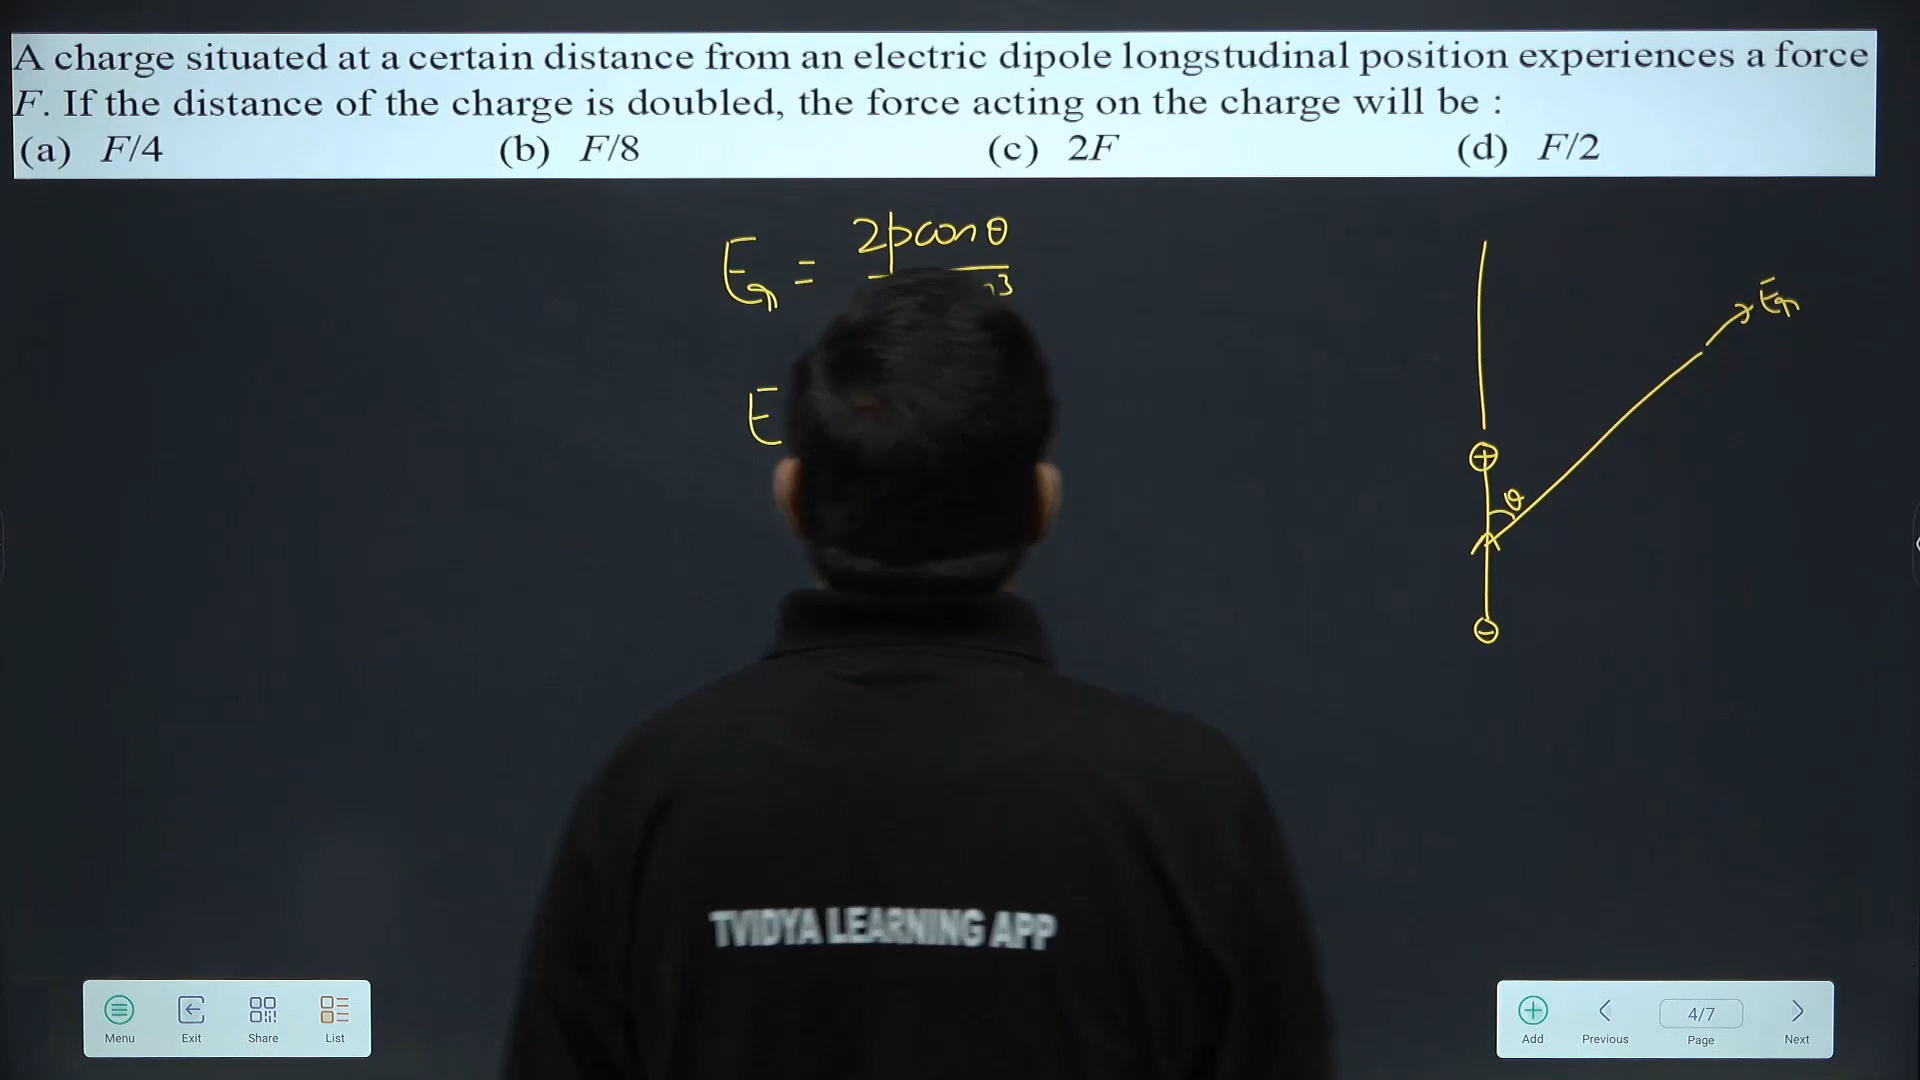 A charge situated at a certain distance from an electric dipole longstudinal position experiences a force
F. If the distance of the charge is doubled, the force acting on the charge will be :
(a) F/4 (b) F/8 (c) 2F (d) F/2
Er = 2pcosθ
r3
Er
E
+
θ
-
TVIDYA LEARNING APP
Menu Exit Share List
Add Previous 4/7 Page Next